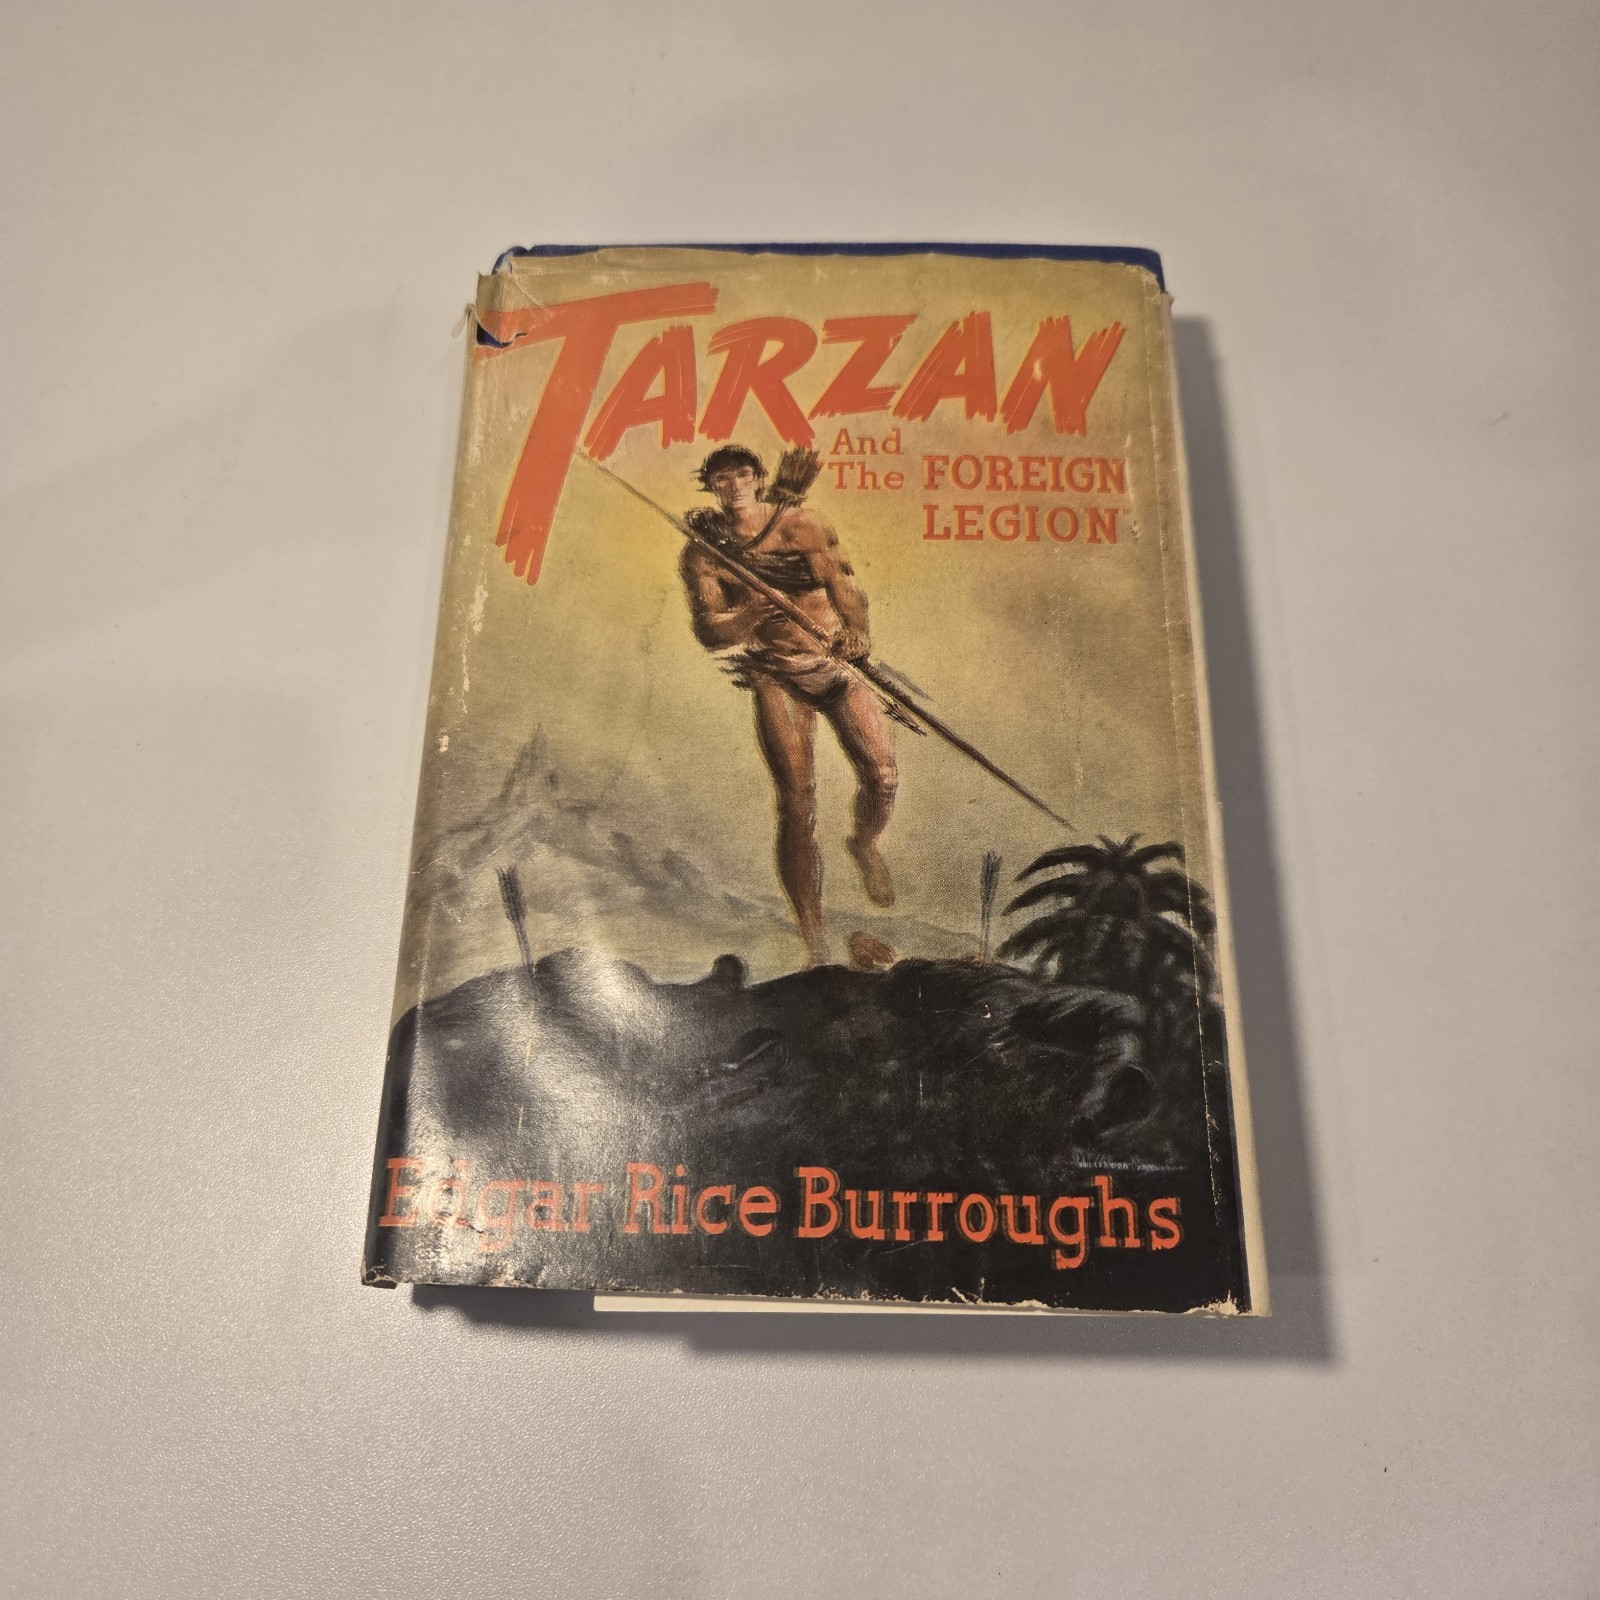 TARZAN
And
The FOREIGN
LEGION"
Edgar Rice Burroughs